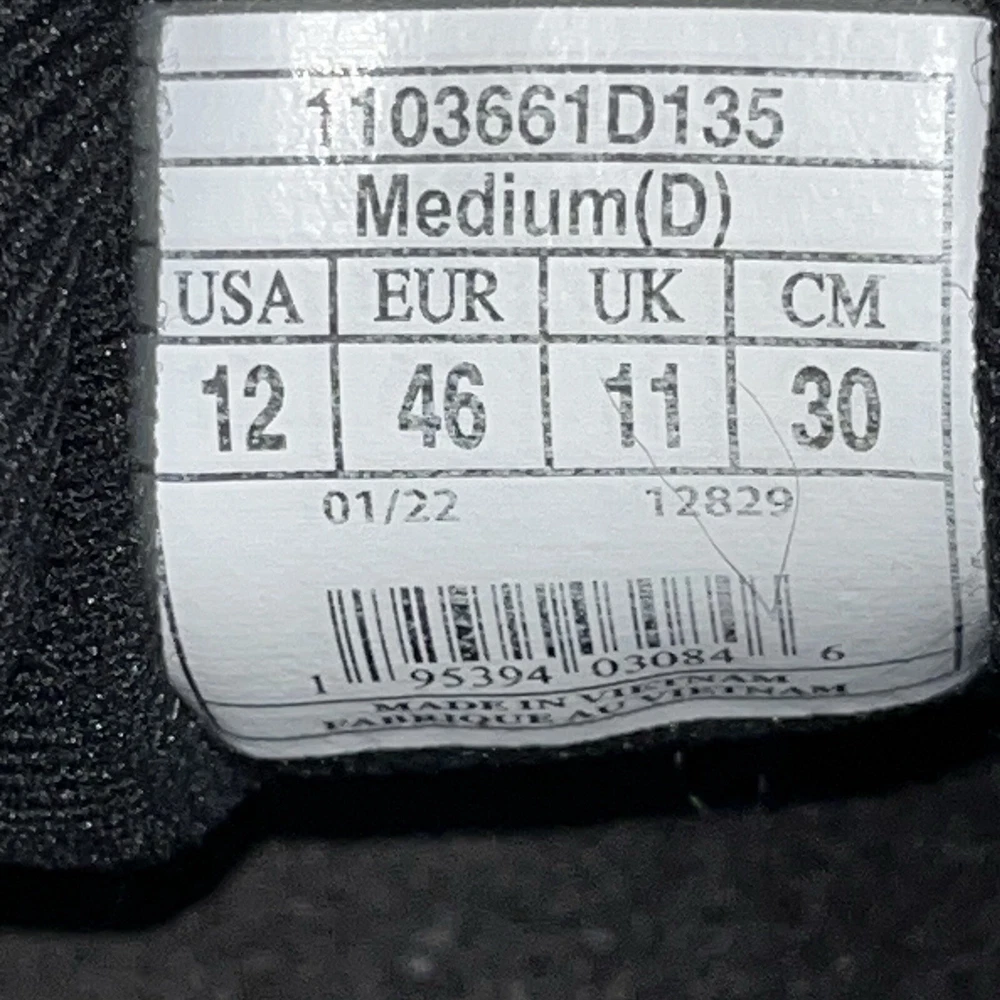 1103661D135
Medium(D)
USA EUR UK CM
12 46 11 30
01/22 12829
1 95394 03084 6
MADE IN VIETNAM
FABRIQUE AU VIETNAM